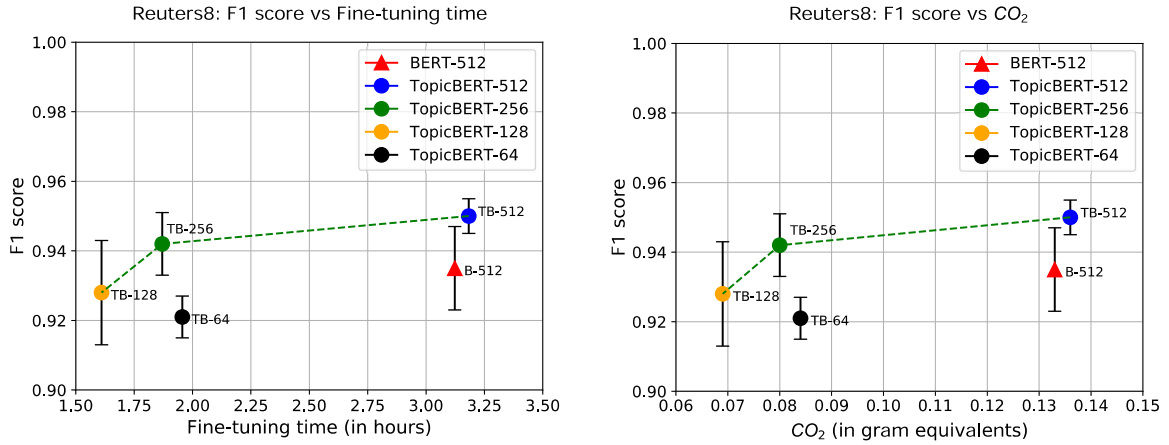 Reuters8: F1 score vs Fine-tuning time
1.00
0.98
0.96
0.94
0.92
0.90
F1 score
BERT-512
TopicBERT-512
TopicBERT-256
TopicBERT-128
TopicBERT-64
TB-512
TB-256
B-512
TB-128
TB-64
1.50 1.75 2.00 2.25 2.50 2.75 3.00 3.25 3.50
Fine-tuning time (in hours)
Reuters8: F1 score vs CO₂
1.00
0.98
0.96
0.94
0.92
0.90
F1 score
BERT-512
TopicBERT-512
TopicBERT-256
TopicBERT-128
TopicBERT-64
TB-512
TB-256
B-512
TB-128
TB-64
0.06 0.07 0.08 0.09 0.10 0.11 0.12 0.13 0.14 0.15
CO₂ (in gram equivalents)